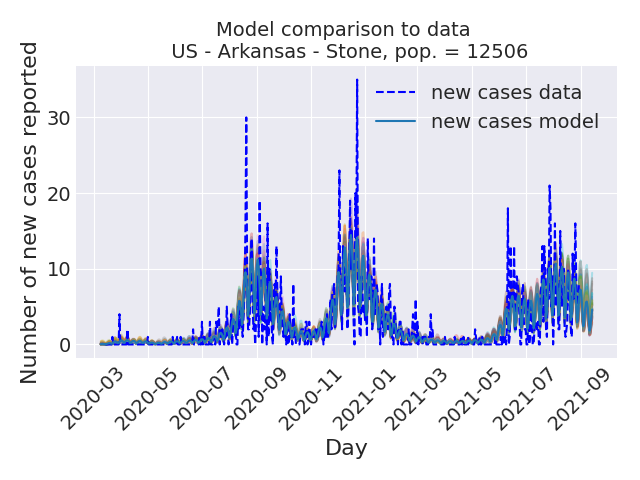 Model comparison to data
US - Arkansas - Stone, pop. = 12506
Number of new cases reported
30
20
10
0
new cases data
new cases model
2020-03
2020-05
2020-07
2020-09
2020-11
2021-01
2021-03
2021-05
2021-07
2021-09
Day